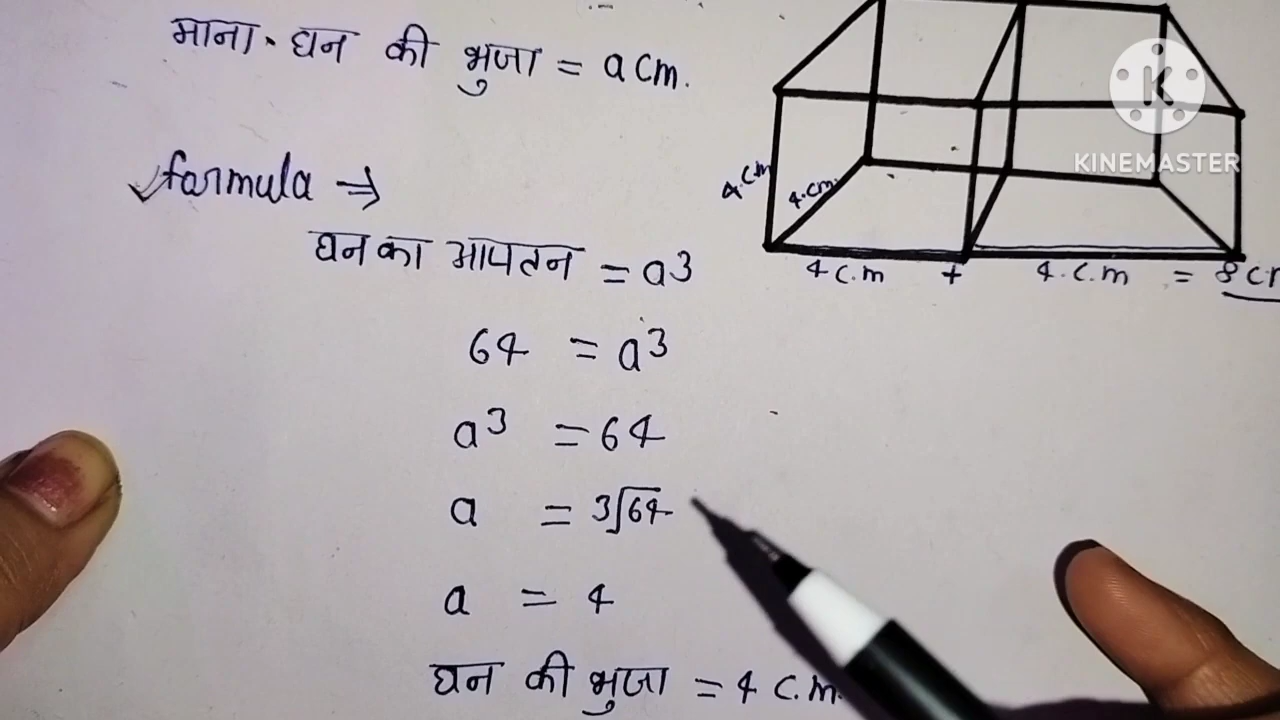 माना घन की भुजा = a cm.
formula ⇒
घन का आयतन = a³
64 = a³
a³ = 64
a = 3√64
a = 4
घन की भुजा = 4 C.m.
4.cm
4.cm
4 C.m + 4.C.m = 8 cm
K
KINEMASTER